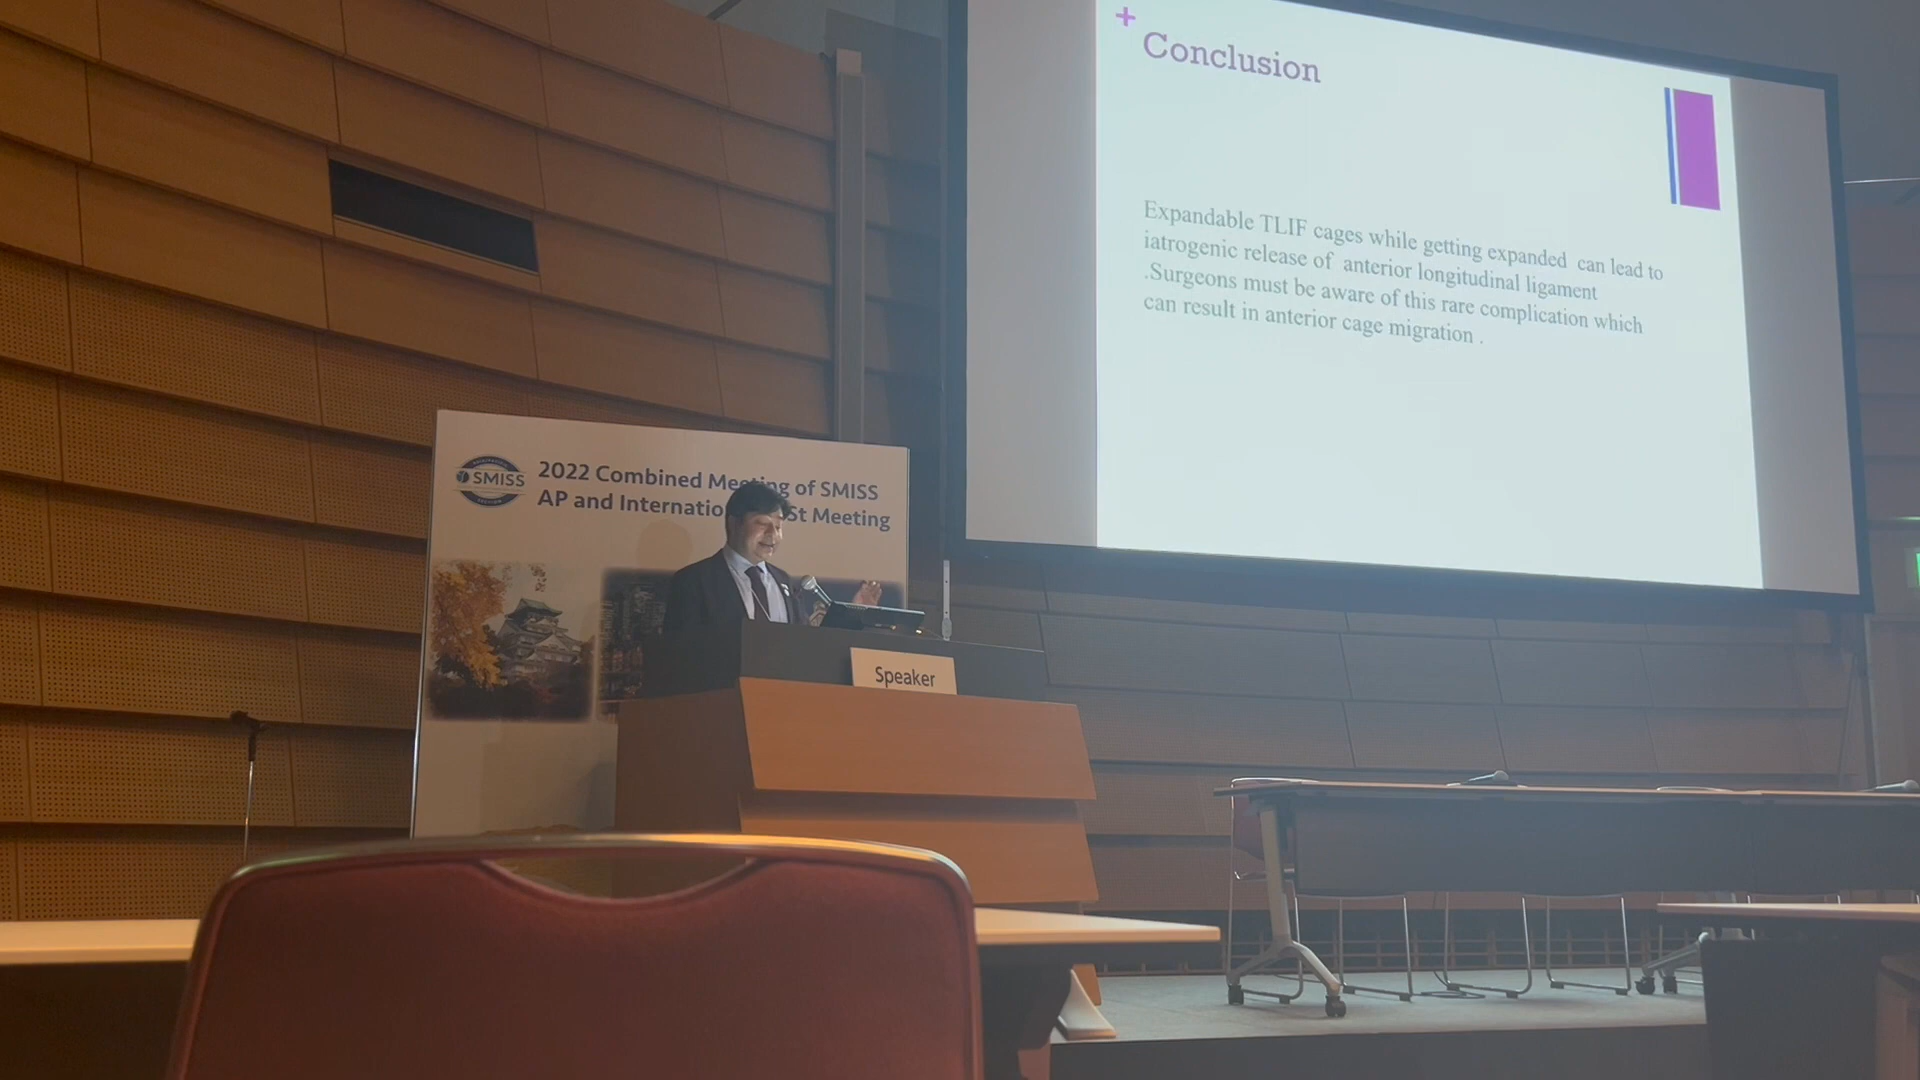 +
Conclusion
Expandable TLIF cages while getting expanded can lead to
iatrogenic release of anterior longitudinal ligament
.Surgeons must be aware of this rare complication which
can result in anterior cage migration .
SMISS
2022 Combined Meeting of SMISS
AP and St Meeting
Speaker